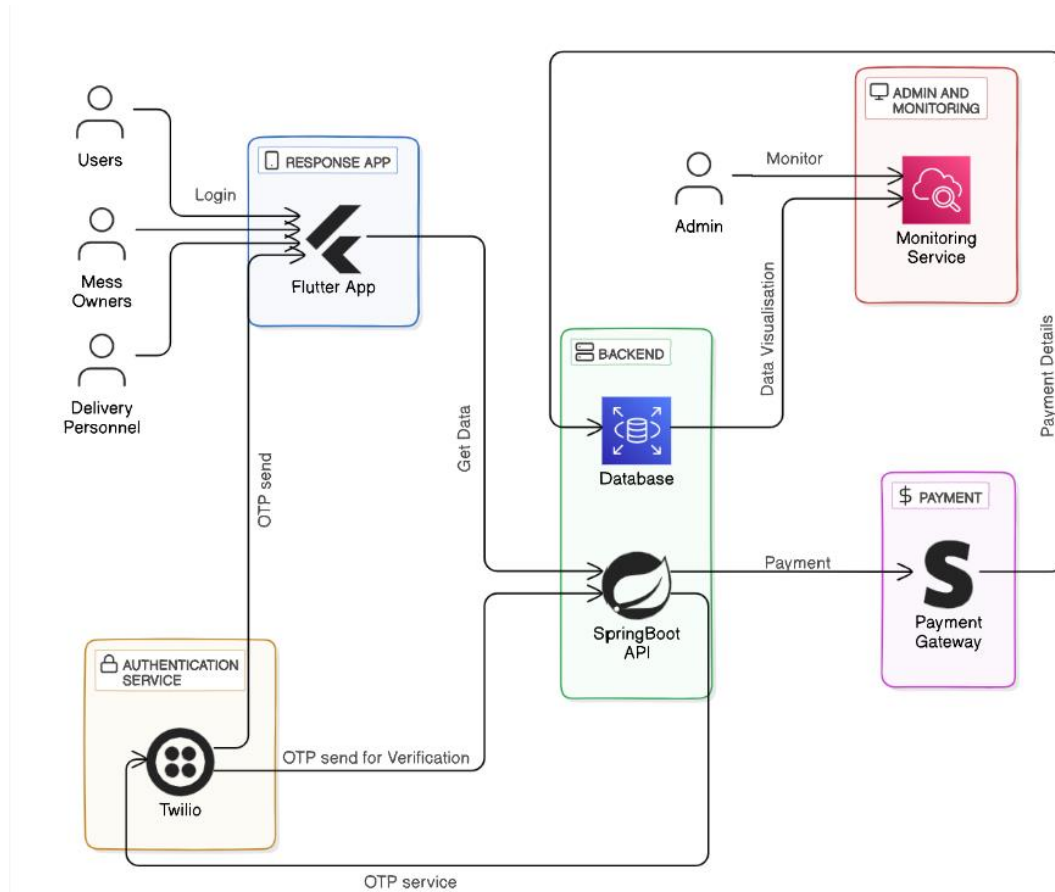 ADMIN AND
MONITORING
Users
RESPONSE APP
Monitor
Login
Admin
Monitoring
Service
Mess
Owners
Flutter App
Data Visualisation
Payment Details
BACKEND
Delivery
Personnel
Get Data
OTP send
Database
$ PAYMENT
Payment
SpringBoot
API
Payment
Gateway
AUTHENTICATION
SERVICE
OTP send for Verification
Twilio
OTP service